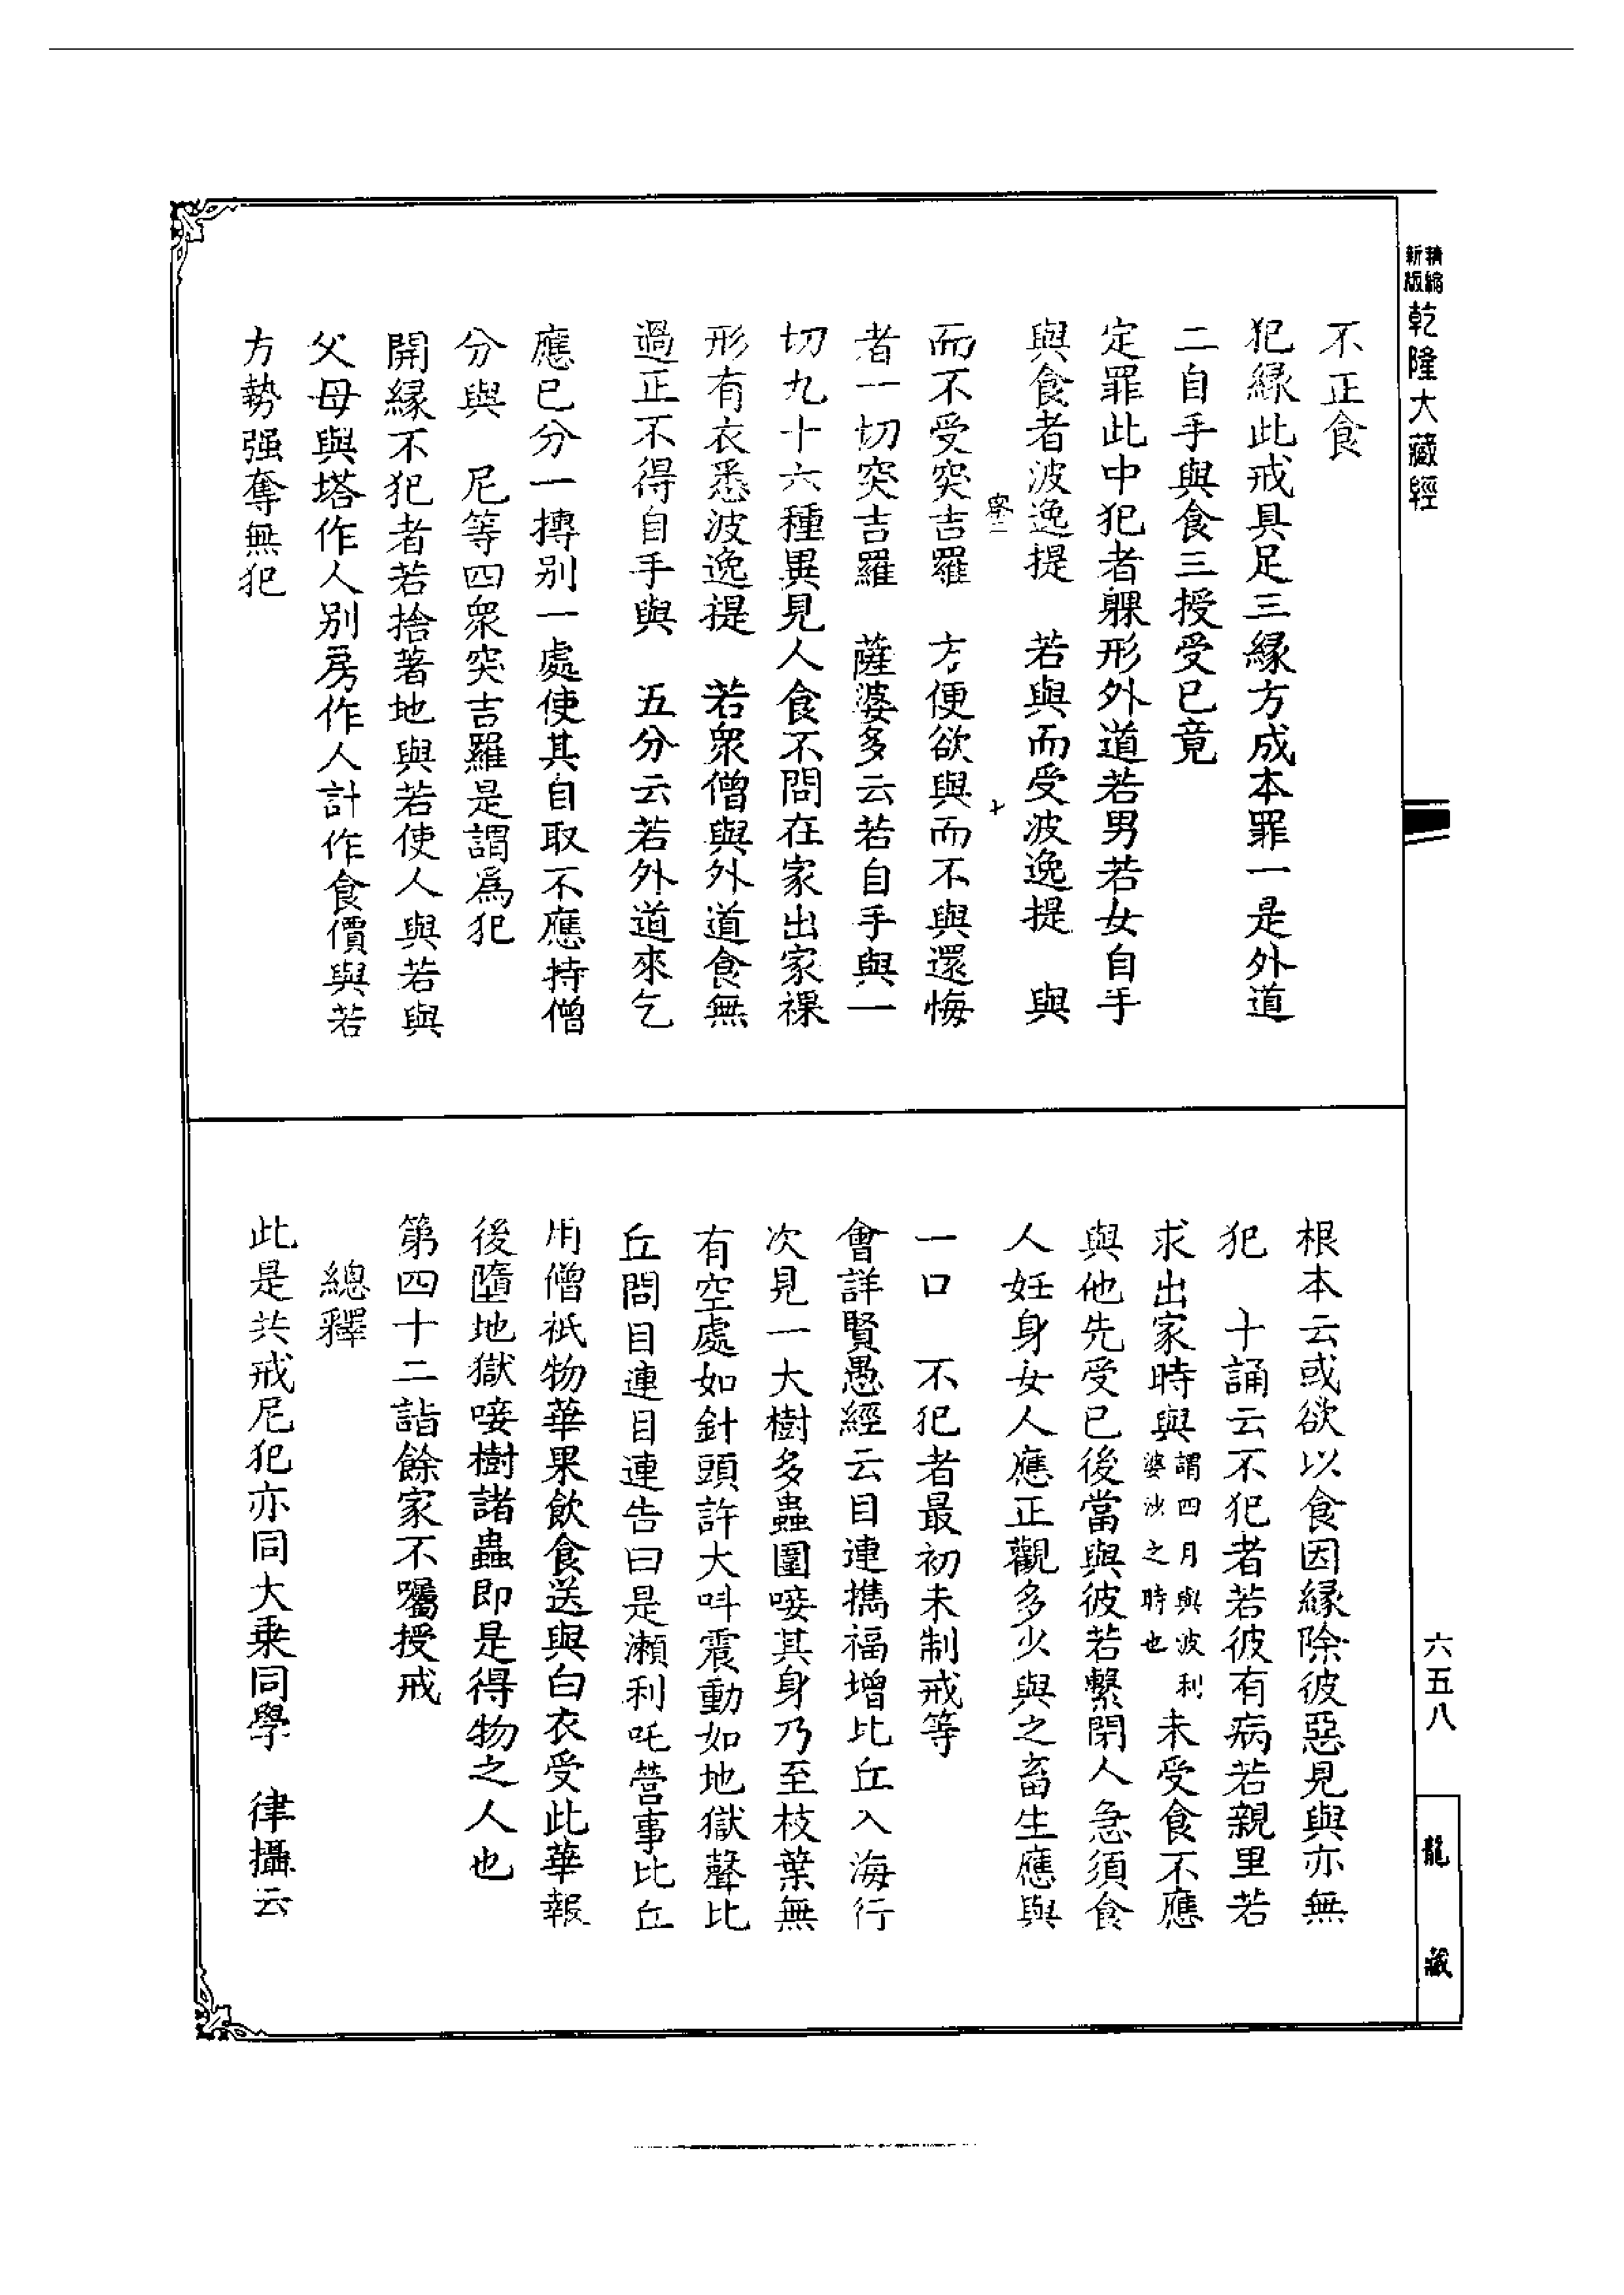 精縮新版乾隆大藏經
不正食
犯緣此戒具足三緣方成本罪一是外道
二自手與食三授受已竟
定罪此中犯者躶形外道若男若女自手
與食者波逸提　若與而受波逸提　與
而不受突吉羅　方便欲與而不與還悔
者一切突吉羅　薩婆多云若自手與一
切九十六種異見人食不問在家出家裸
形有衣悉波逸提　若眾僧與外道食無
過正不得自手與　五分云若外道來乞
應已分一摶別一處使其自取不應持僧
分與　尼等四眾突吉羅是謂爲犯
開緣不犯者若捨著地與若使人與若與
父母與塔作人別房作人計作食價與若
方勢强奪無犯
根本云或欲以食因緣除彼惡見與亦無
犯　十誦云不犯者若彼有病若親里若
求出家時與謂四月與波利婆沙之時也未受食不應
與他先受已後當與彼若繫閉人急須食
人妊身女人應正觀多少與之畜生應與
一口　不犯者最初未制戒等
會詳賢愚經云目連攜福增比丘入海行
次見一大樹多蟲圍唼其身乃至枝葉無
有空處如針頭許大呌震動如地獄聲比
丘問目連目連告曰是瀨利吒營事比丘
用僧祇物華果飲食送與白衣受此華報
後墮地獄唼樹諸蟲即是得物之人也
第四十二詣餘家不囑授戒
總釋
此是共戒尼犯亦同大乘同學　律攝云
六五八
龍藏